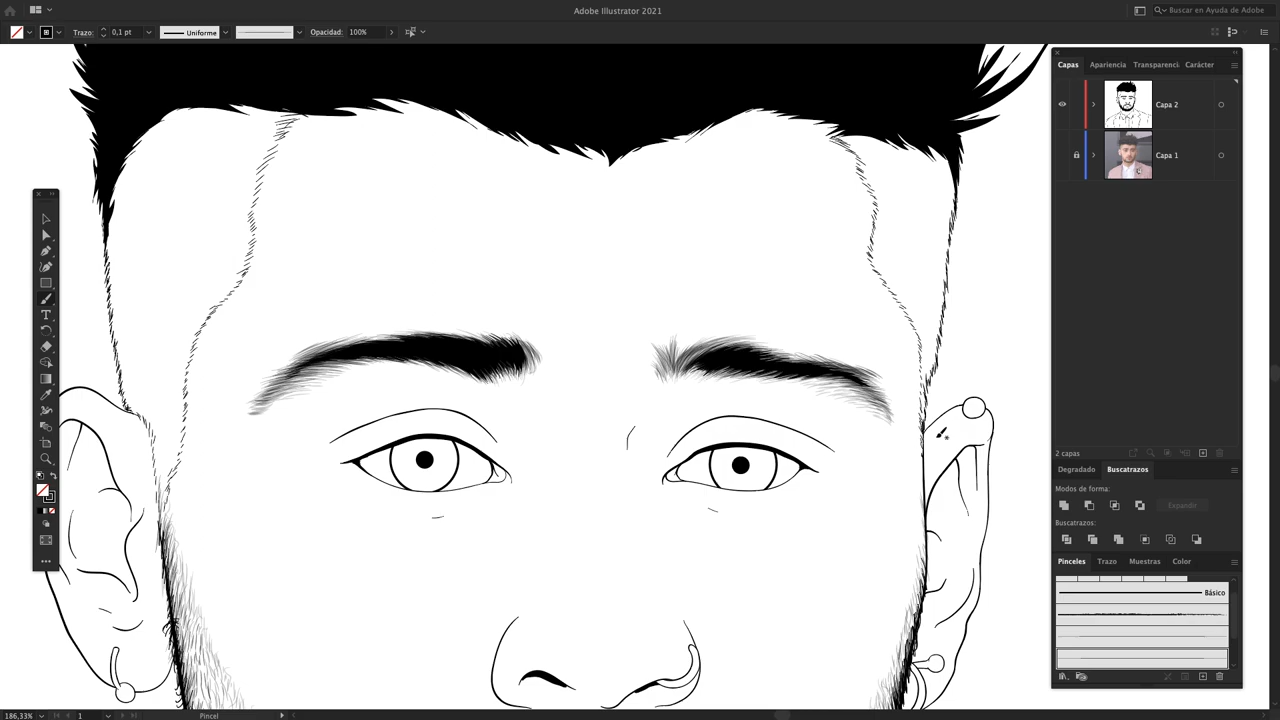 Adobe Illustrator 2021
Buscar en Ayuda de Adobe
Trazo: 0,1 pt Uniforme Opacidad: 100%
Capas Apariencia Transparenci Carácter
Capa 2
Capa 1
2 capas
Degradado Buscatrazos
Modos de forma:
Expandir
Buscatrazos:
Pinceles Trazo Muestras Color
Básico
186,33% 1 Pincel